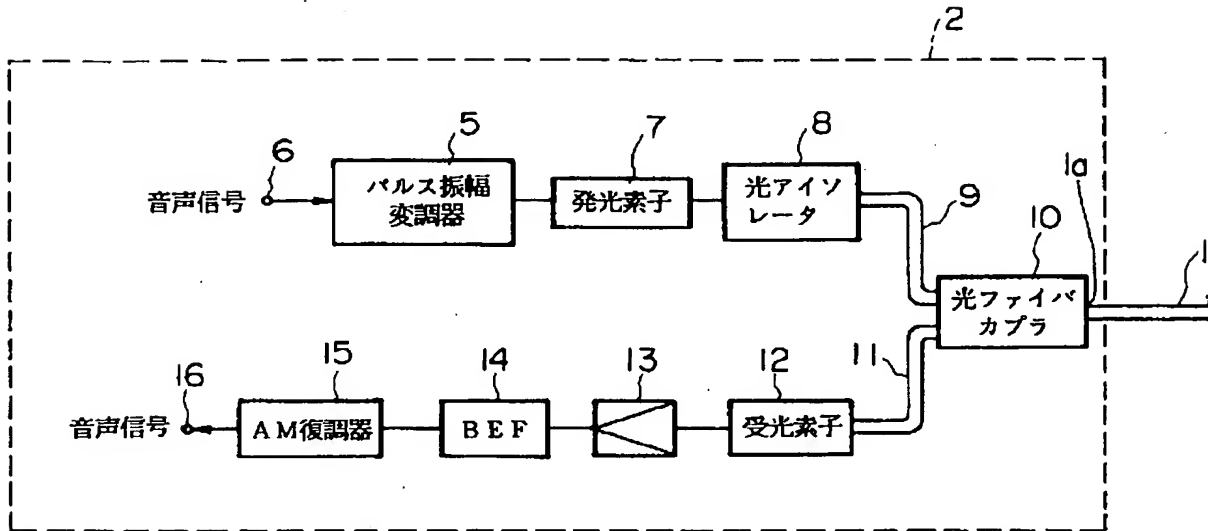 2
5
7
8
1a
6
音声信号
パルス振幅
変調器
発光素子
光アイソ
レータ
9
10
1
光ファイバ
カプラ
11
16
15
14
13
12
音声信号
AM復調器
BEF
受光素子